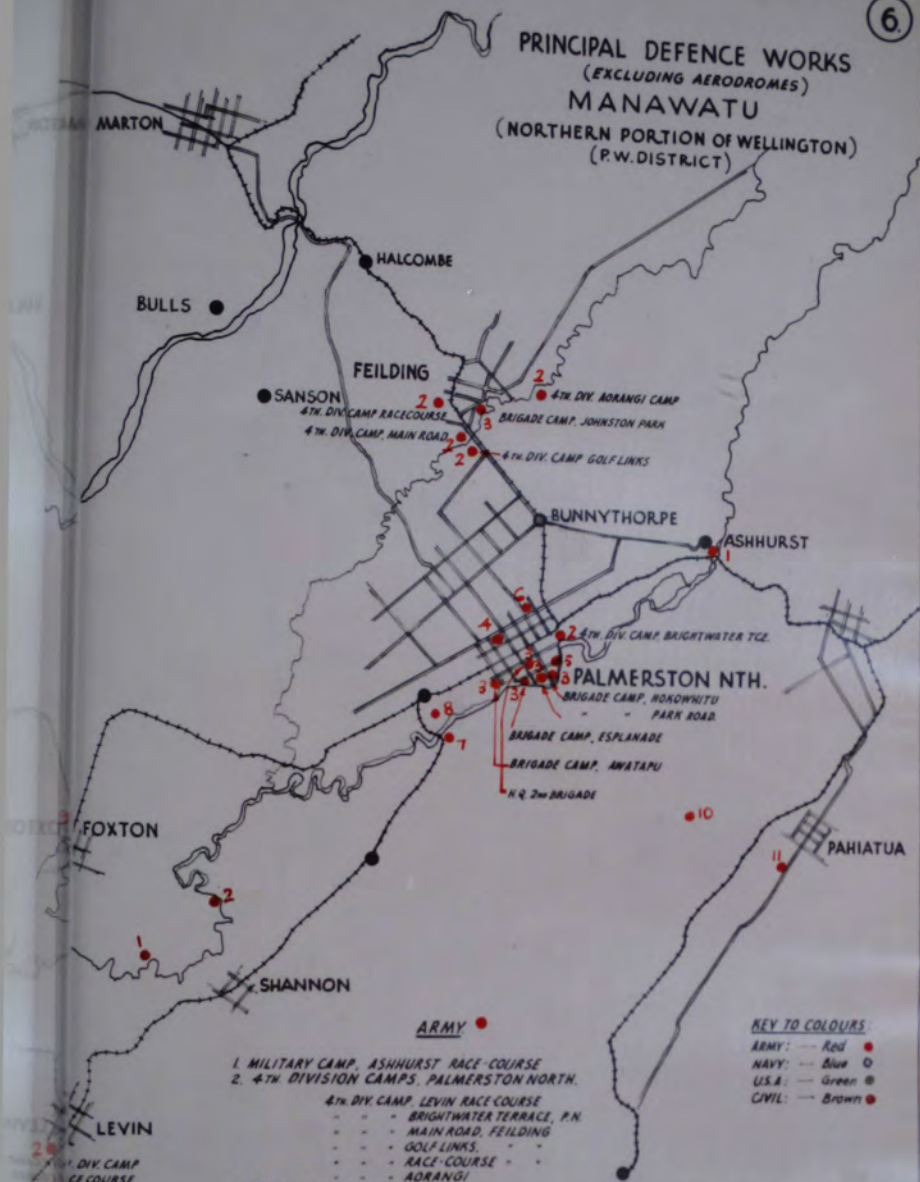 6.
PRINCIPAL DEFENCE WORKS
(EXCLUDING AERODROMES)
MANAWATU
(NORTHERN PORTION OF WELLINGTON)
(P.W. DISTRICT)
MARTON
HALCOMBE
BULLS
FEILDING
SANSON
2
4TH. DIV. AORANGI CAMP
2
4TH. DIV. CAMP RACECOURSE
3
BRIGADE CAMP, JOHNSTON PARK
4TH. DIV. CAMP, MAIN ROAD
2
2
4TH. DIV. CAMP GOLF LINKS
BUNNYTHORPE
ASHHURST
1
6
4
2
4TH. DIV. CAMP, BRIGHTWATER TCE.
5
3
3
3
3
PALMERSTON NTH.
BRIGADE CAMP, HOKOWHITU
" " PARK ROAD.
BRIGADE CAMP, ESPLANADE
BRIGADE CAMP, AWATAPU
H.Q. 2ND BRIGADE
8
7
10
FOXTON
PAHIATUA
11
2
1
SHANNON
ARMY
1. MILITARY CAMP, ASHHURST RACE-COURSE
2. 4TH. DIVISION CAMPS, PALMERSTON NORTH.
4TH. DIV. CAMP, LEVIN RACE COURSE
- - - BRIGHTWATER TERRACE, P.N.
- - - MAIN ROAD, FEILDING
- - - GOLF LINKS, - -
- - - RACE-COURSE - -
- - - AORANGI
KEY TO COLOURS:
ARMY: --- Red
NAVY: --- Blue
U.S.A: --- Green
CIVIL: --- Brown
LEVIN
2
DIV. CAMP
CE COURSE